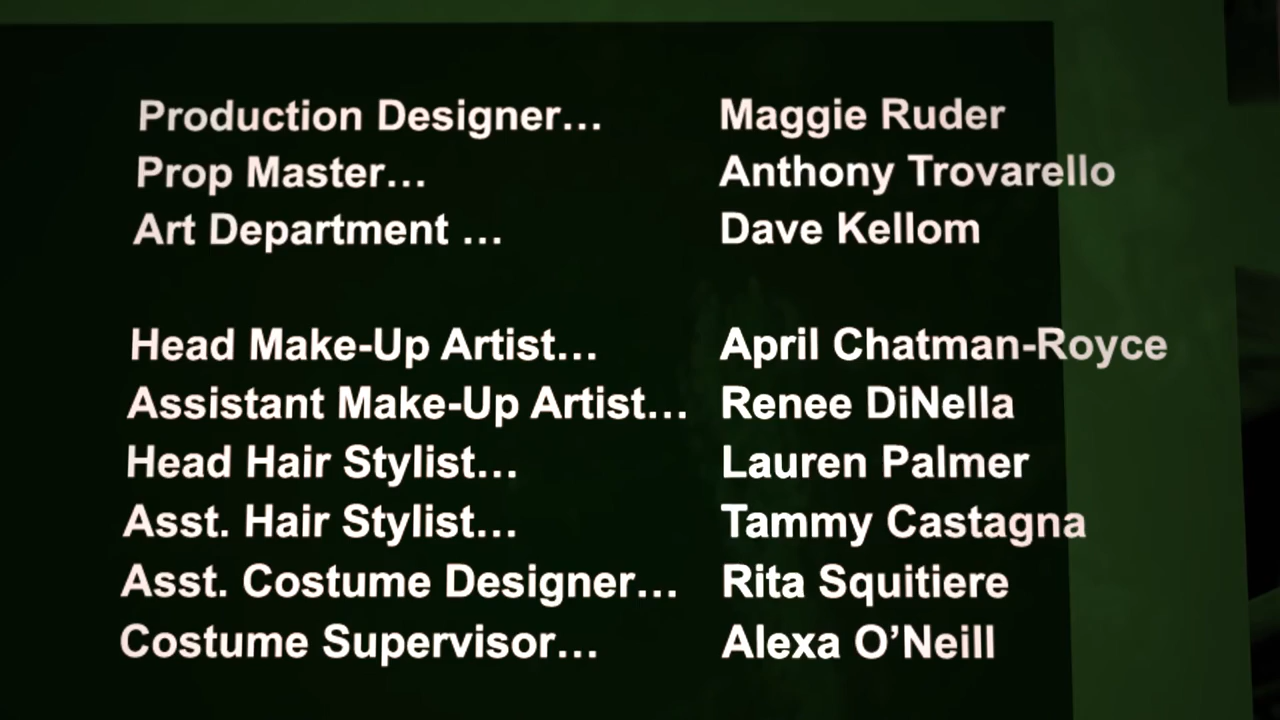 Production Designer… Maggie Ruder
Prop Master… Anthony Trovarello
Art Department … Dave Kellom
Head Make-Up Artist… April Chatman-Royce
Assistant Make-Up Artist… Renee DiNella
Head Hair Stylist… Lauren Palmer
Asst. Hair Stylist… Tammy Castagna
Asst. Costume Designer… Rita Squitiere
Costume Supervisor… Alexa O’Neill